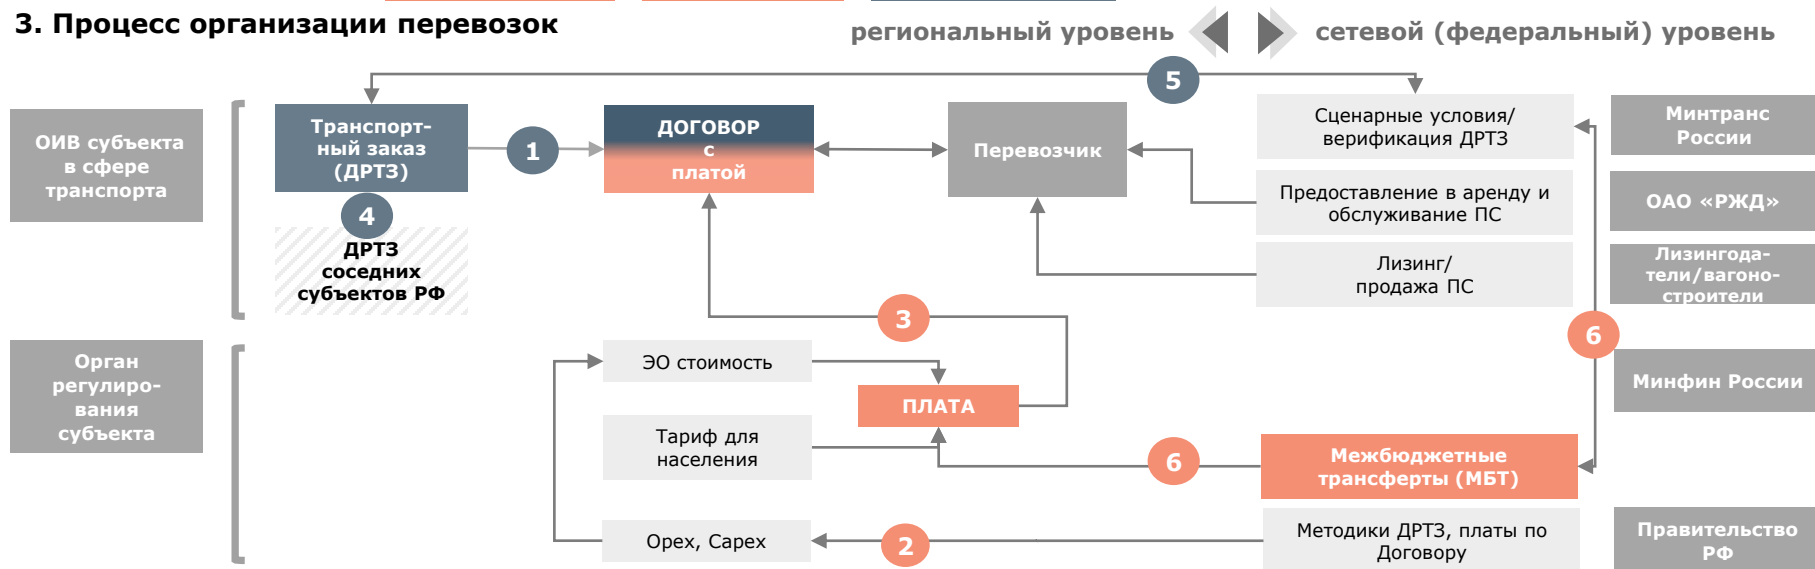 3. Процесс организации перевозок
региональный уровень
сетевой (федеральный) уровень
5
ОИВ субъекта
в сфере
транспорта
Транспорт-
ный заказ
(ДРТЗ)
1
ДОГОВОР
с
платой
Перевозчик
Сценарные условия/
верификация ДРТЗ
Минтранс
России
4
ДРТЗ
соседних
субъектов РФ
Предоставление в аренду и
обслуживание ПС
ОАО «РЖД»
Лизинг/
продажа ПС
Лизингода-
тели/вагоно-
строители
3
6
Орган
регулиро-
вания
субъекта
ЭО стоимость
ПЛАТА
Минфин России
Тариф для
населения
6
Межбюджетные
трансферты (МБТ)
Opex, Capex
2
Методики ДРТЗ, платы по
Договору
Правительство
РФ